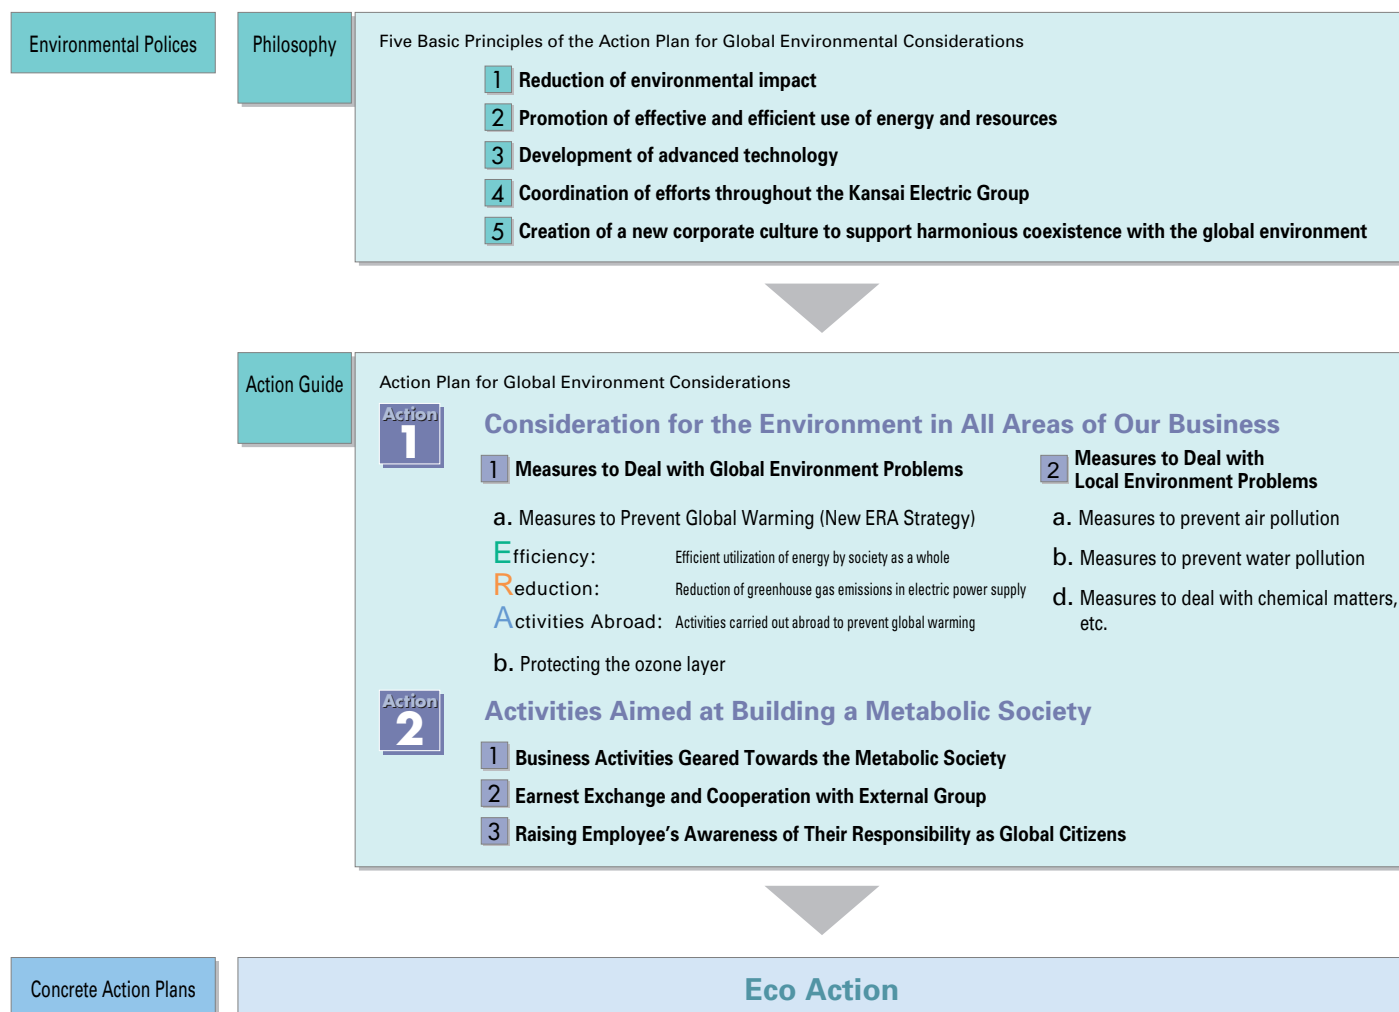 Environmental Polices
Philosophy
Five Basic Principles of the Action Plan for Global Environmental Considerations
1 Reduction of environmental impact
2 Promotion of effective and efficient use of energy and resources
3 Development of advanced technology
4 Coordination of efforts throughout the Kansai Electric Group
5 Creation of a new corporate culture to support harmonious coexistence with the global environment
Action Guide
Action Plan for Global Environment Considerations
Action
1
Consideration for the Environment in All Areas of Our Business
1 Measures to Deal with Global Environment Problems
a. Measures to Prevent Global Warming (New ERA Strategy)
Efficiency: Efficient utilization of energy by society as a whole
Reduction: Reduction of greenhouse gas emissions in electric power supply
Activities Abroad: Activities carried out abroad to prevent global warming
b. Protecting the ozone layer
2 Measures to Deal with
Local Environment Problems
a. Measures to prevent air pollution
b. Measures to prevent water pollution
d. Measures to deal with chemical matters,
etc.
Action
2
Activities Aimed at Building a Metabolic Society
1 Business Activities Geared Towards the Metabolic Society
2 Earnest Exchange and Cooperation with External Group
3 Raising Employee's Awareness of Their Responsibility as Global Citizens
Concrete Action Plans
Eco Action